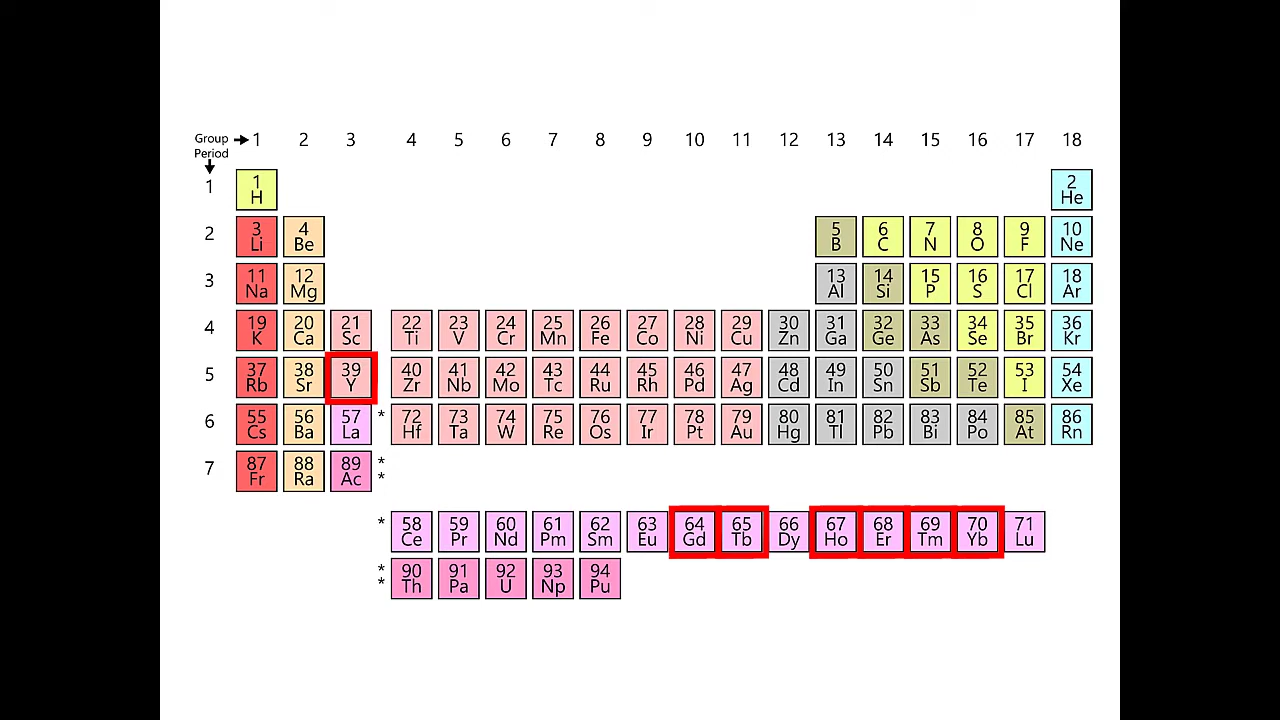 Group 1 2 3 4 5 6 7 8 9 10 11 12 13 14 15 16 17 18
Period
1 1 2
H He
2 3 4 5 6 7 8 9 10
Li Be B C N O F Ne
3 11 12 13 14 15 16 17 18
Na Mg Al Si P S Cl Ar
4 19 20 21 22 23 24 25 26 27 28 29 30 31 32 33 34 35 36
K Ca Sc Ti V Cr Mn Fe Co Ni Cu Zn Ga Ge As Se Br Kr
5 37 38 39 40 41 42 43 44 45 46 47 48 49 50 51 52 53 54
Rb Sr Y Zr Nb Mo Tc Ru Rh Pd Ag Cd In Sn Sb Te I Xe
6 55 56 57 * 72 73 74 75 76 77 78 79 80 81 82 83 84 85 86
Cs Ba La Hf Ta W Re Os Ir Pt Au Hg Tl Pb Bi Po At Rn
7 87 88 89 *
Fr Ra Ac *
* 58 59 60 61 62 63 64 65 66 67 68 69 70 71
Ce Pr Nd Pm Sm Eu Gd Tb Dy Ho Er Tm Yb Lu
* 90 91 92 93 94
* Th Pa U Np Pu